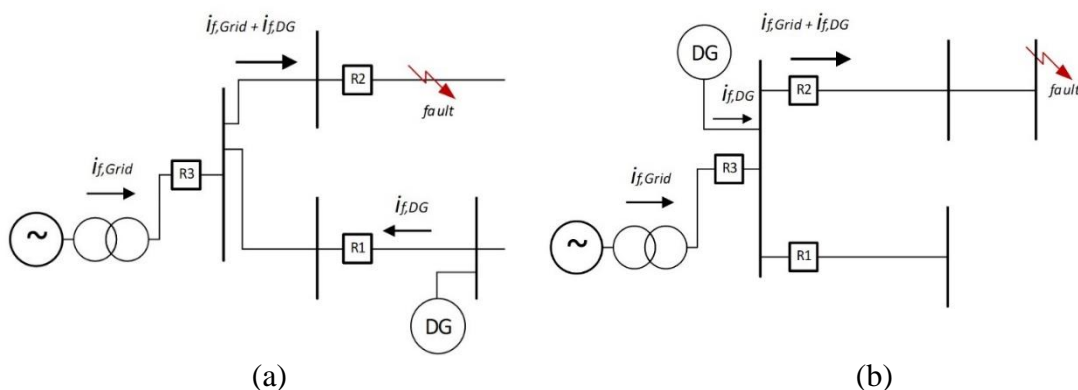 i_f,Grid + i_f,DG
R2
fault
i_f,Grid
R3
i_f,DG
R1
~
DG
(a)
i_f,Grid + i_f,DG
DG
R2
i_f,DG
fault
i_f,Grid
R3
~
R1
(b)